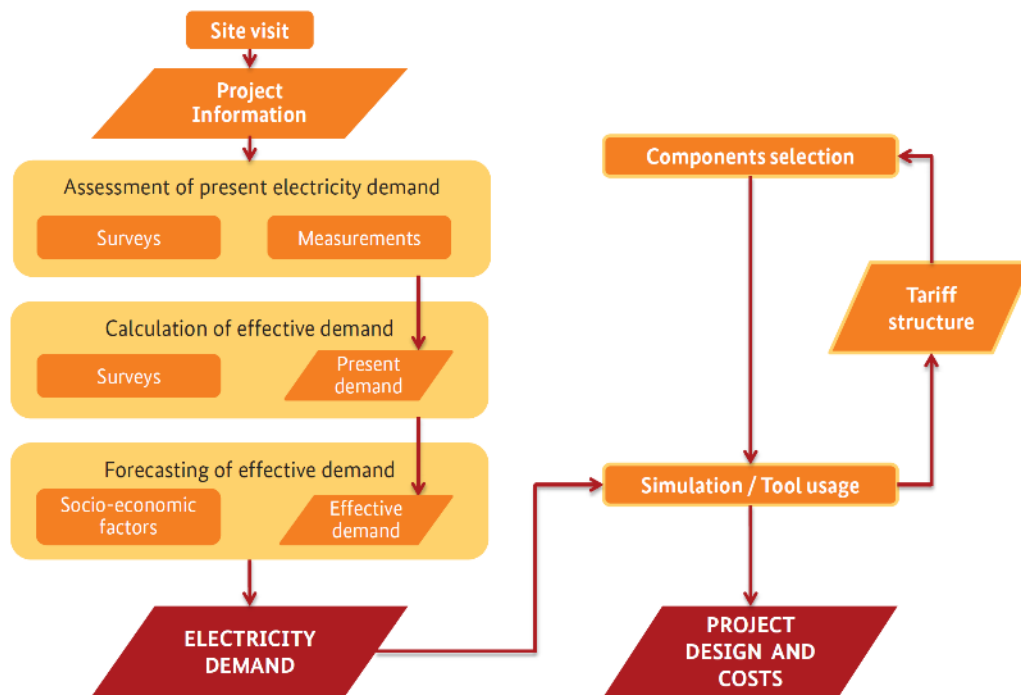 Site visit
Project
Information
Assessment of present electricity demand
Surveys
Measurements
Calculation of effective demand
Surveys
Present
demand
Forecasting of effective demand
Socio-economic
factors
Effective
demand
ELECTRICITY
DEMAND
Components selection
Tariff
structure
Simulation / Tool usage
PROJECT
DESIGN AND
COSTS